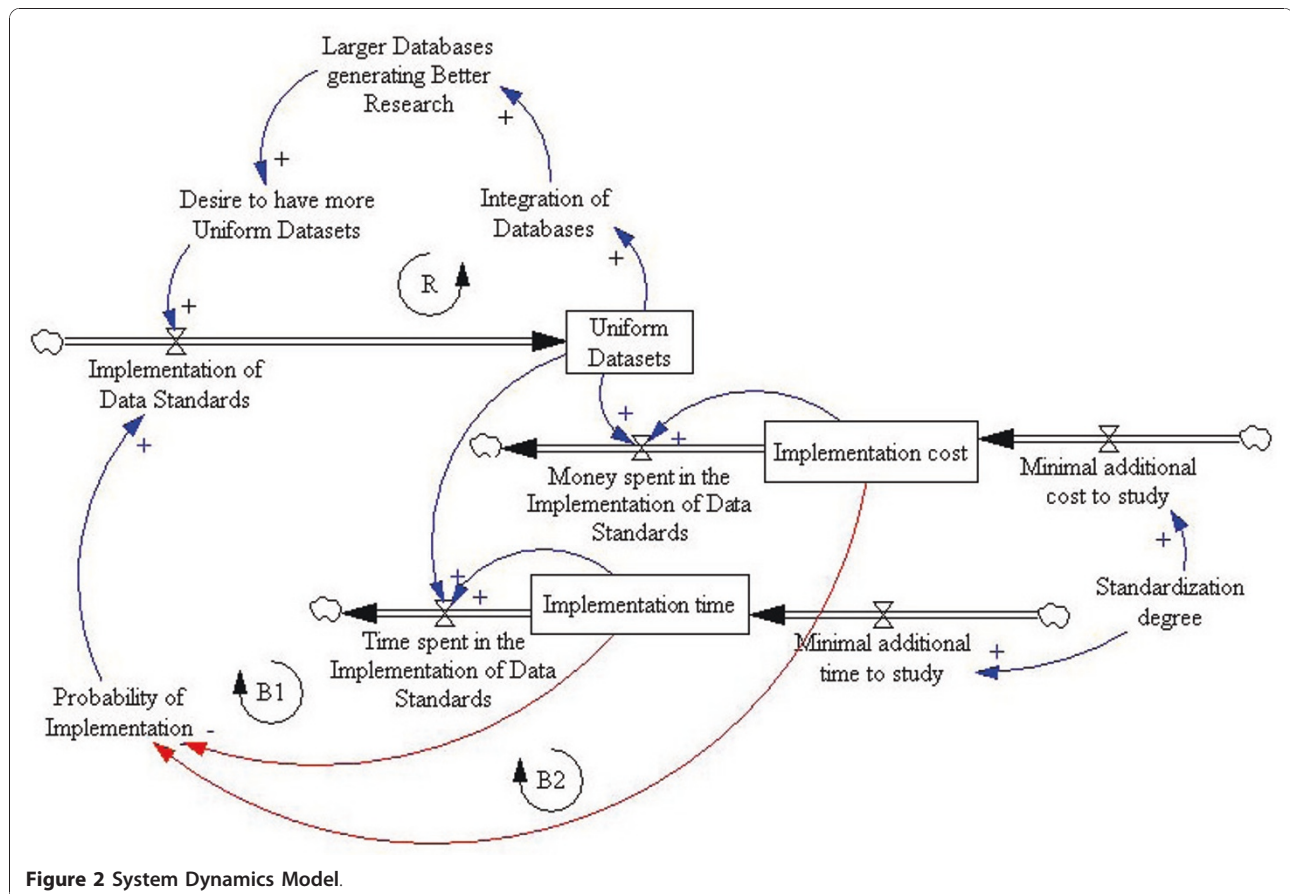 Larger Databases
generating Better
Research
+
+
Desire to have more
Uniform Datasets
Integration of
Databases
+
+
R
Uniform
Datasets
Implementation of
Data Standards
+
+
+
Implementation cost
Minimal additional
cost to study
Money spent in the
Implementation of Data
Standards
+
Standardization
degree
+
+
Implementation time
Time spent in the
Implementation of Data
Standards
Minimal additional
time to study
+
Probability of
Implementation -
B1
B2
Figure 2 System Dynamics Model.